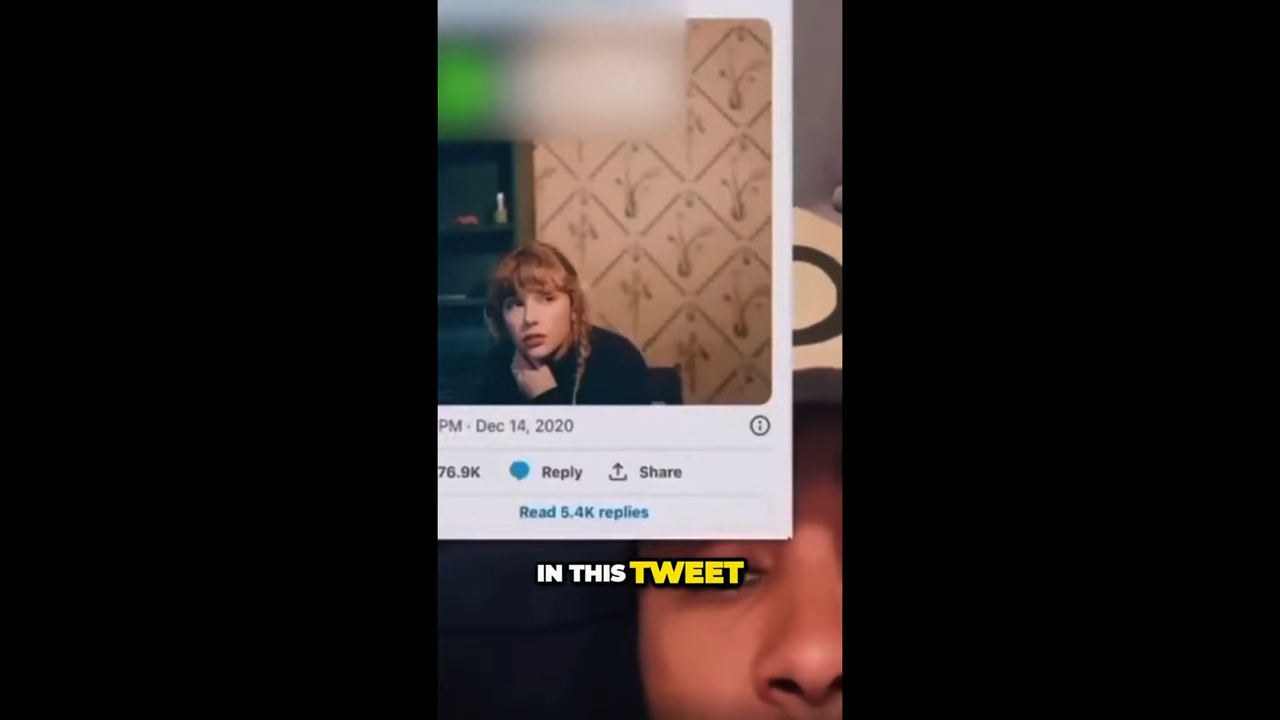 PM · Dec 14, 2020
76.9K Reply Share
Read 5.4K replies
IN THIS TWEET